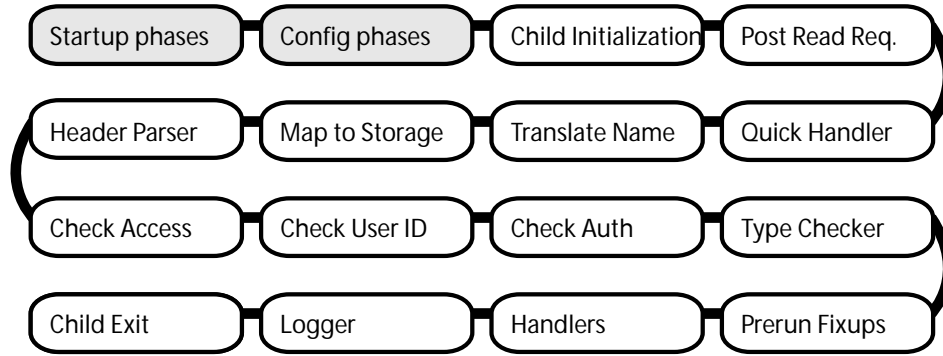 Startup phases
Config phases
Child Initialization
Post Read Req.
Header Parser
Map to Storage
Translate Name
Quick Handler
Check Access
Check User ID
Check Auth
Type Checker
Child Exit
Logger
Handlers
Prerun Fixups